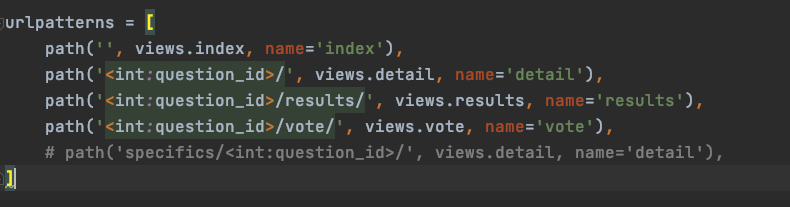 urlpatterns = [
    path('', views.index, name='index'),
    path('<int:question_id>/', views.detail, name='detail'),
    path('<int:question_id>/results/', views.results, name='results'),
    path('<int:question_id>/vote/', views.vote, name='vote'),
    # path('specifics/<int:question_id>/', views.detail, name='detail'),
]